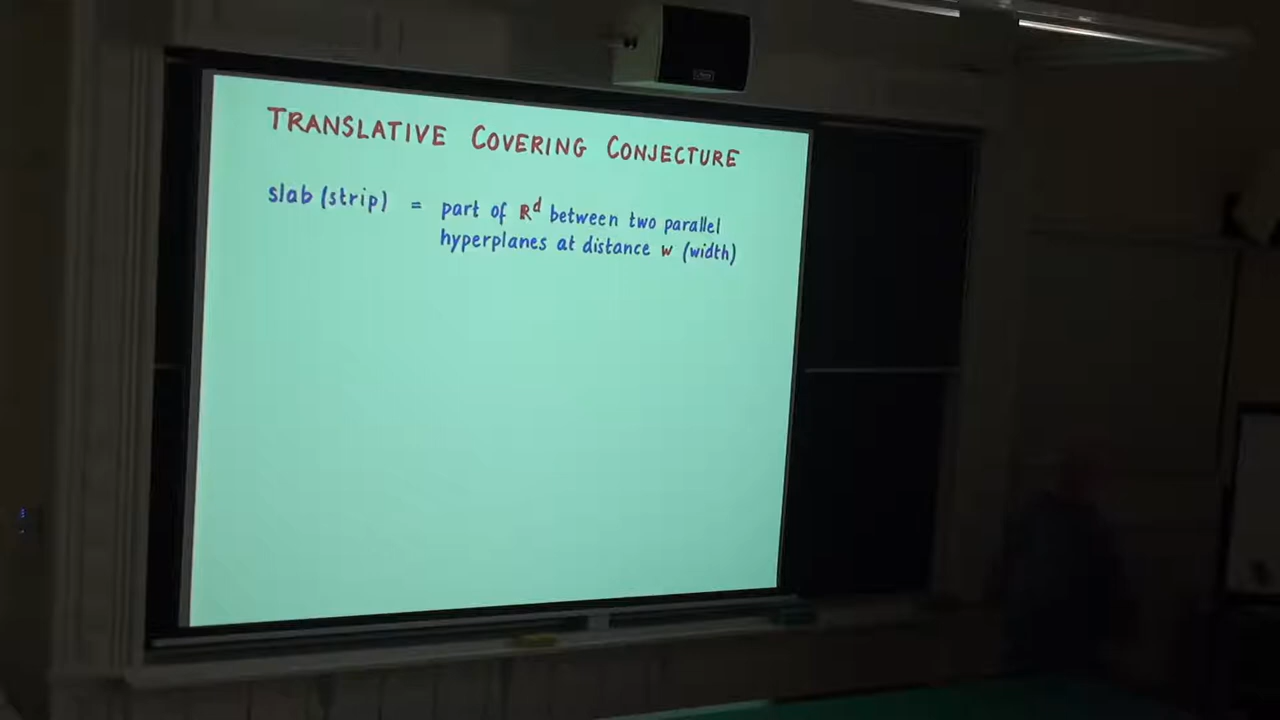 TRANSLATIVE COVERING CONJECTURE
slab (strip) = part of R^d between two parallel
hyperplanes at distance w (width)